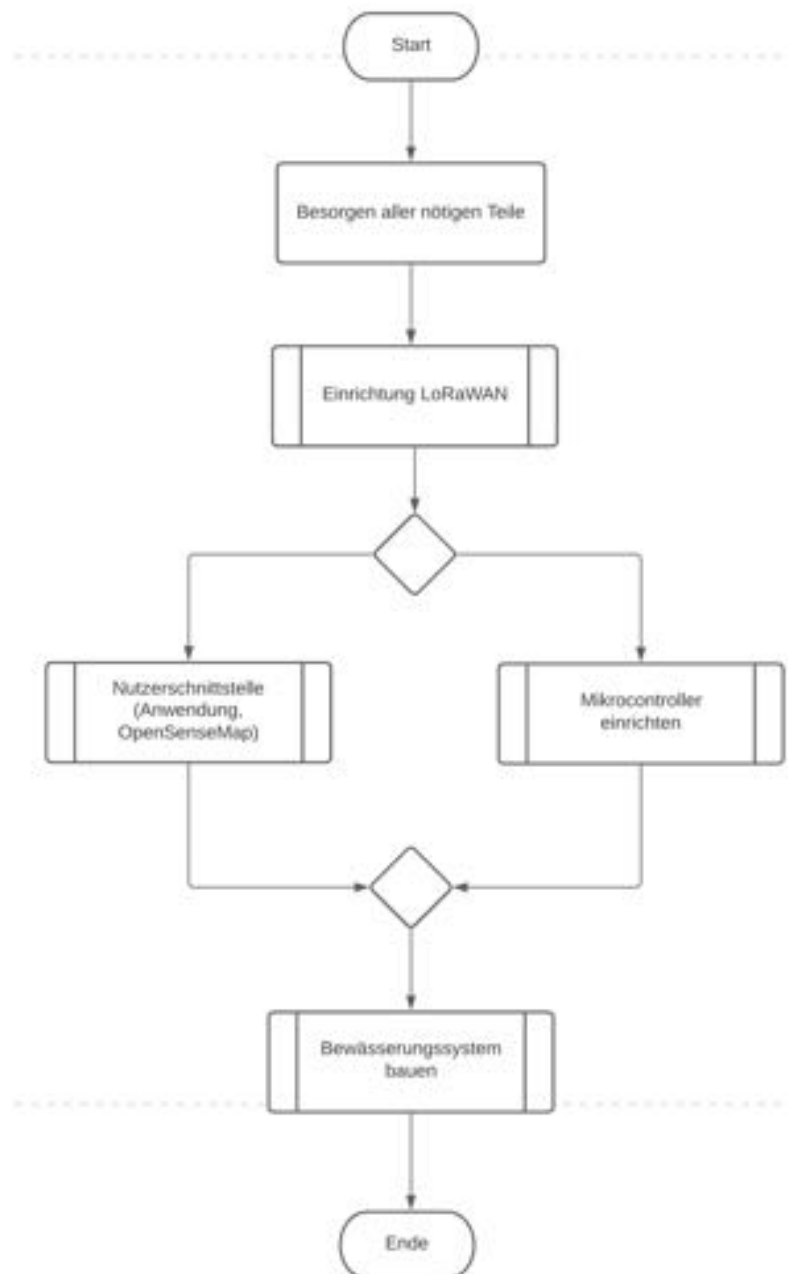 Start
Besorgen aller nötigen Teile
Einrichtung LoRaWAN
Nutzerschnittstelle
(Anwendung,
OpenSenseMap)
Mikrocontroller
einrichten
Bewässerungssystem
bauen
Ende